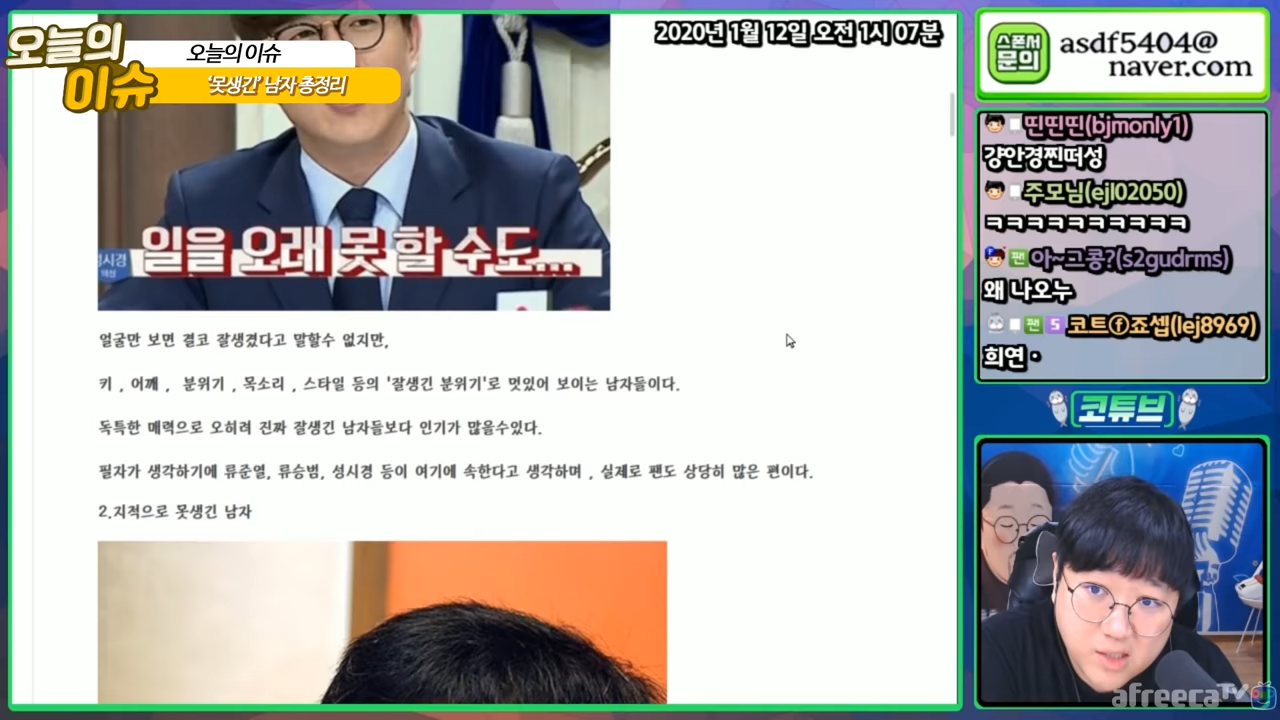 오늘의
이슈
오늘의 이슈
'못생긴' 남자 총정리
2020년 1월 12일 오전 1시 07분
일을 오래 못 할 수도...
얼굴만 보면 결코 잘생겼다고 말할수 없지만,
키 , 어깨 , 분위기 , 목소리 , 스타일 등의 '잘생긴 분위기'로 멋있어 보이는 남자들이다.
독특한 매력으로 오히려 진짜 잘생긴 남자들보다 인기가 많을수있다.
필자가 생각하기에 류준열, 류승범, 성시경 등이 여기에 속한다고 생각하며 , 실제로 팬도 상당히 많은 편이다.
2.지적으로 못생긴 남자
스폰서
문의
asdf5404@
naver.com
띤띤띤(bjmonly1)
걍안경찐떠성
주모님(ejl02050)
ㅋㅋㅋㅋㅋㅋㅋㅋㅋㅋ
팬 아~그콩?(s2gudrms)
왜 나오누
팬 S 코트ⓕ죠셉(lej8969)
희연 ·
코튜브
afreecaTV